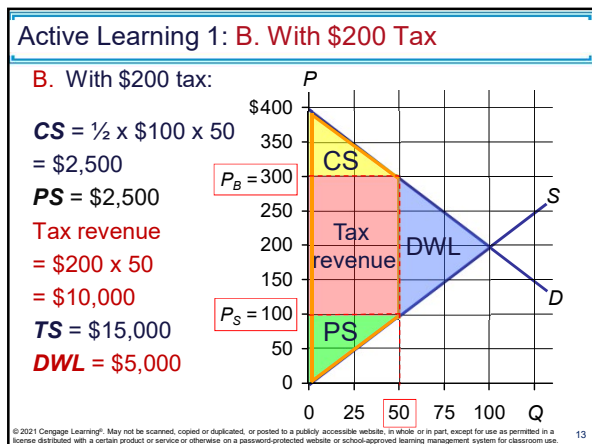 Active Learning 1: B. With $200 Tax
B. With $200 tax:
CS = ½ x $100 x 50
= $2,500
PS = $2,500
Tax revenue
= $200 x 50
= $10,000
TS = $15,000
DWL = $5,000
P
$400
350
P_B = 300
250
200
150
P_S = 100
50
0
CS
Tax
revenue
DWL
PS
S
D
0 25 50 75 100 Q
© 2021 Cengage Learning®. May not be scanned, copied or duplicated, or posted to a publicly accessible website, in whole or in part, except for use as permitted in a
license distributed with a certain product or service or otherwise on a password-protected website or school-approved learning management system for classroom use.
13